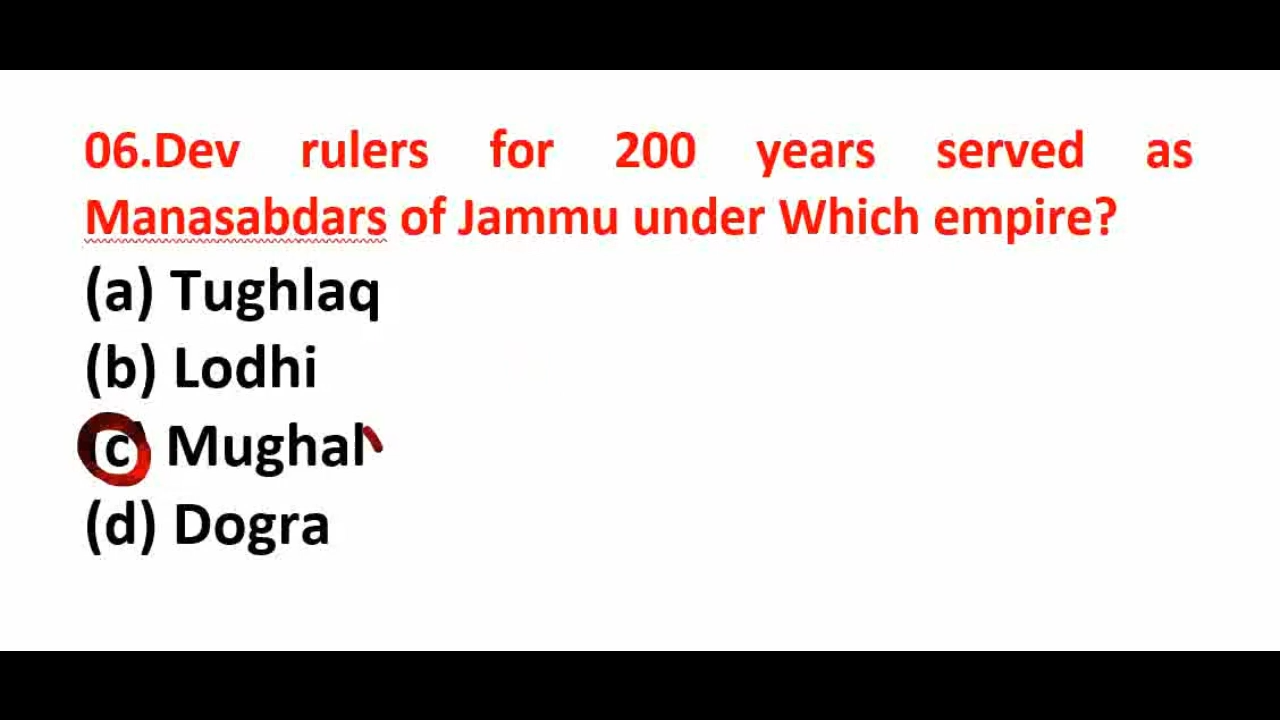 06.Dev rulers for 200 years served as
Manasabdars of Jammu under Which empire?
(a) Tughlaq
(b) Lodhi
(c) Mughal
(d) Dogra